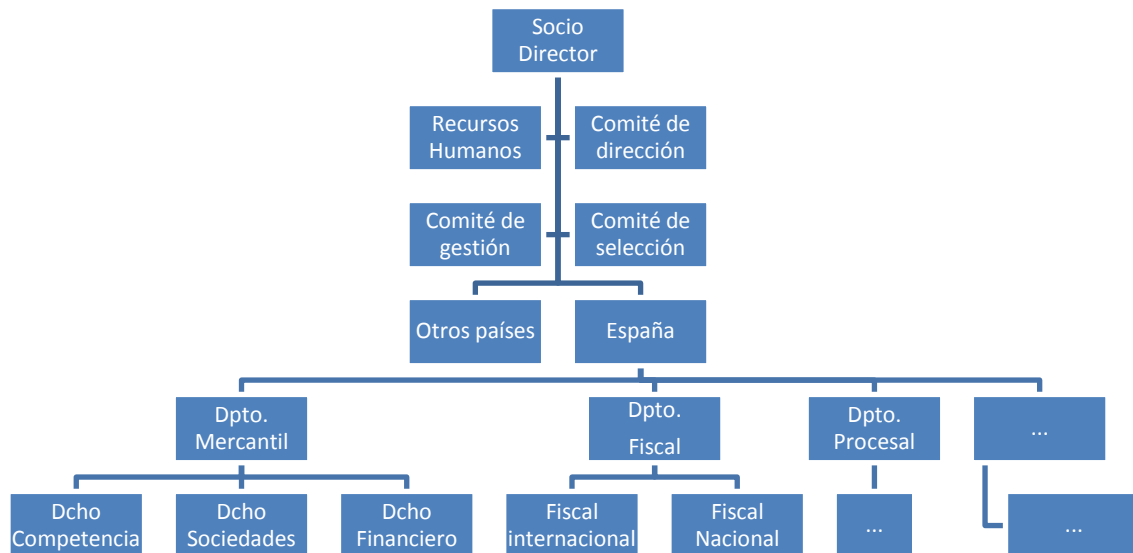 Socio
Director
Recursos
Humanos
Comité de
dirección
Comité de
gestión
Comité de
selección
Otros países
España
Dpto.
Mercantil
Dpto.
Fiscal
Dpto.
Procesal
...
Dcho
Competencia
Dcho
Sociedades
Dcho
Financiero
Fiscal
internacional
Fiscal
Nacional
...
...